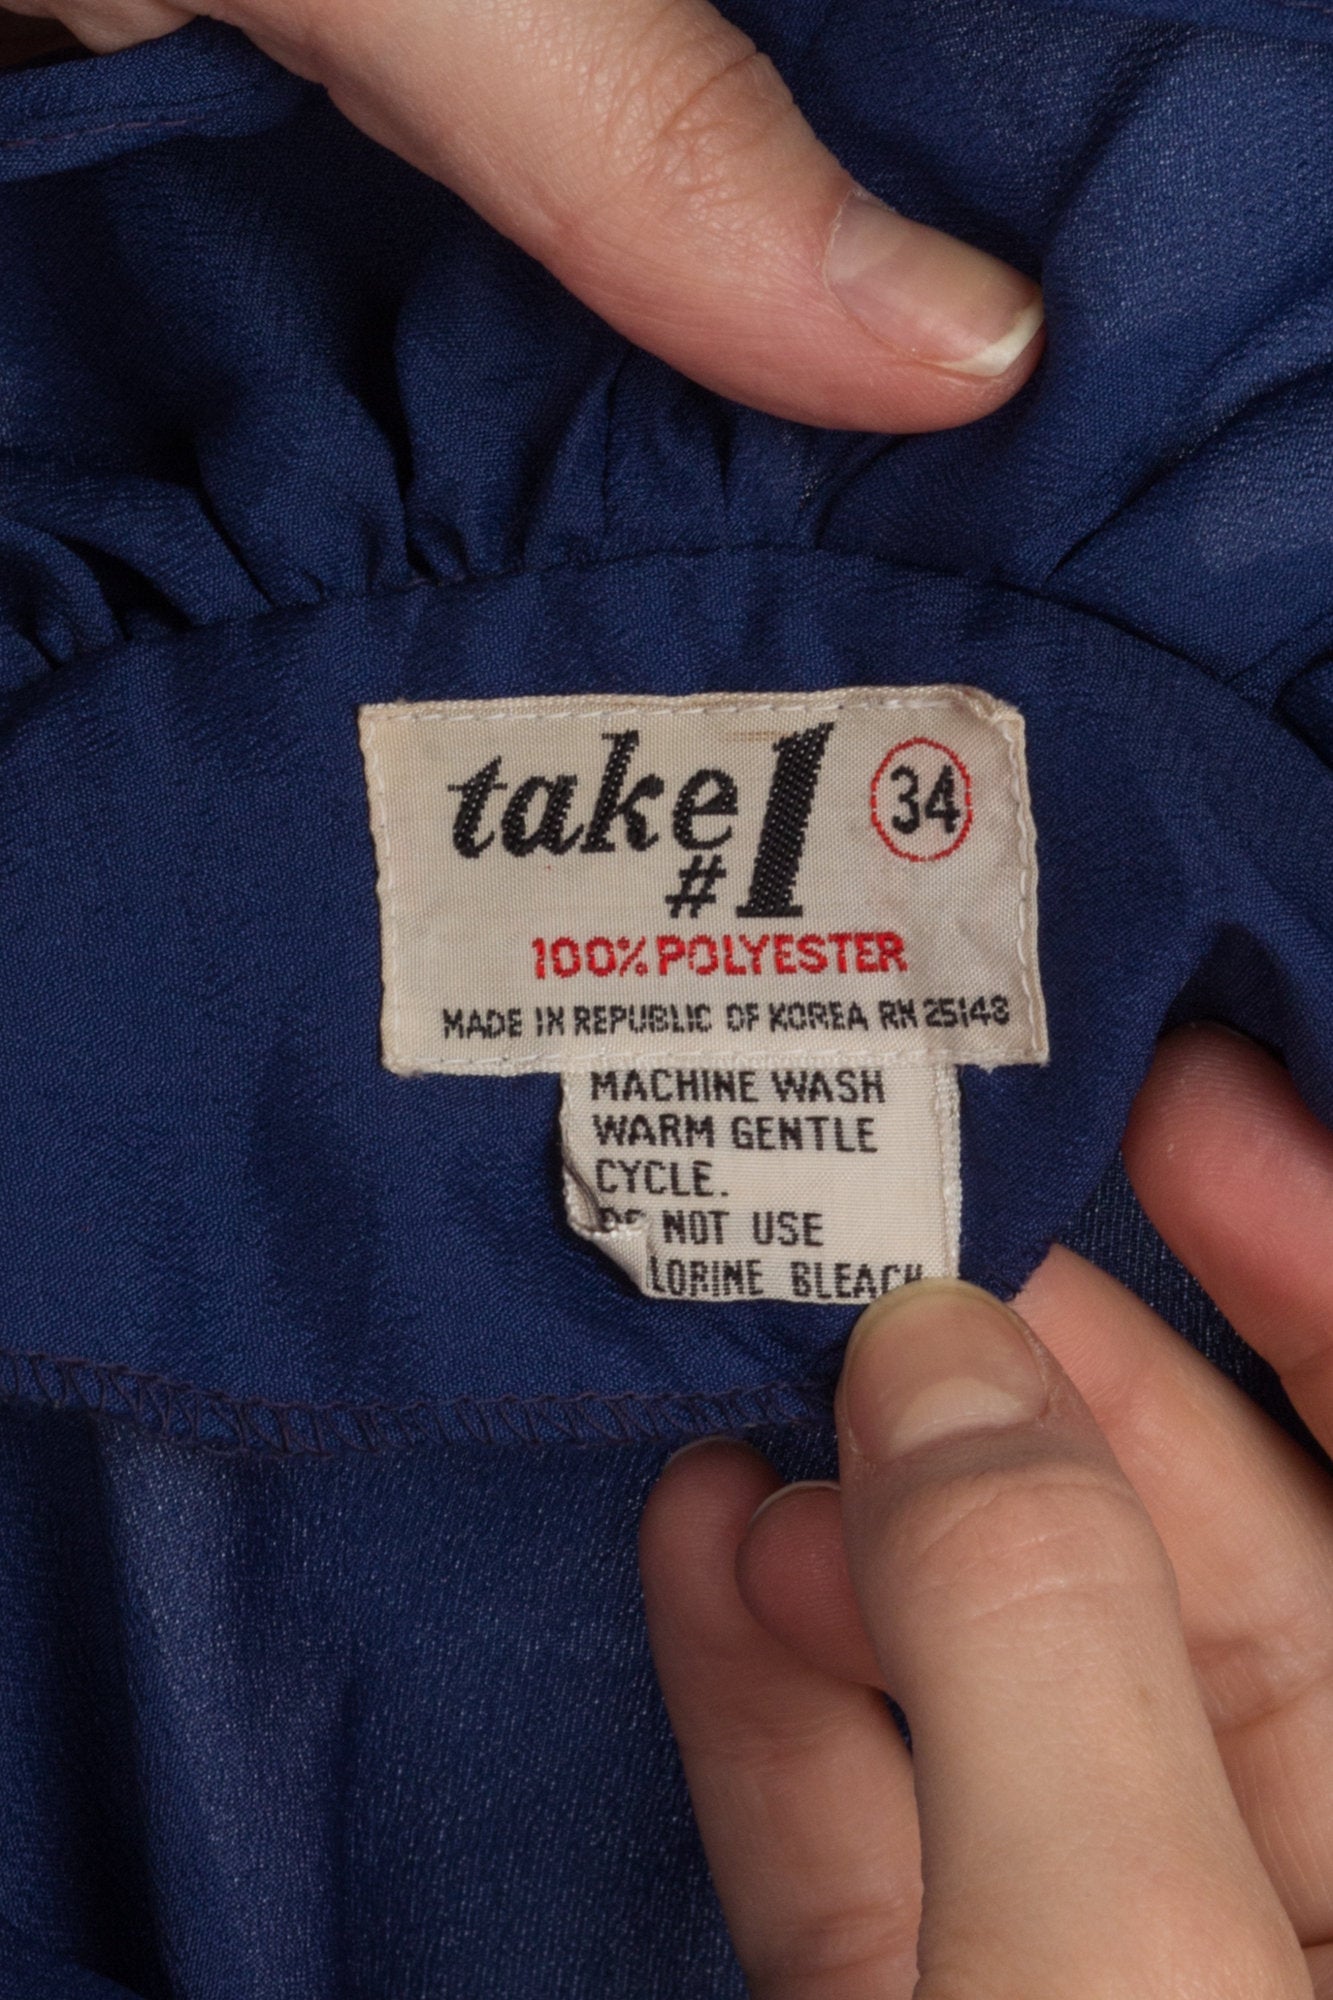 take #1 34
100% POLYESTER
MADE IN REPUBLIC OF KOREA RN 25148
MACHINE WASH
WARM GENTLE
CYCLE.
DO NOT USE
LORINE BLEACH